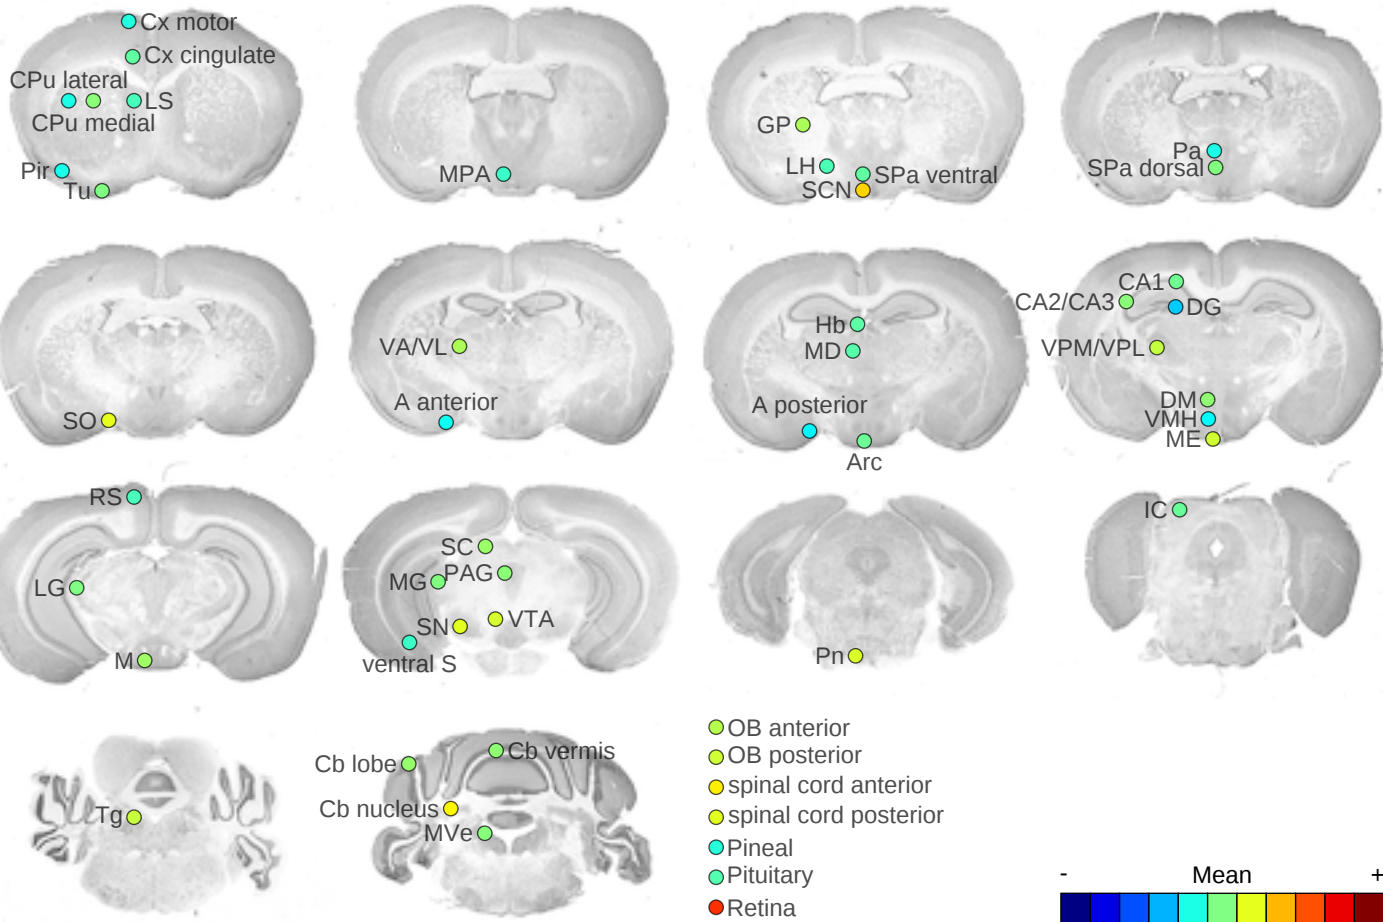 Cx motor
Cx cingulate
CPu lateral
LS
CPu medial
Pir
Tu
MPA
GP
LH
SPa ventral
SCN
Pa
SPa dorsal
SO
VA/VL
A anterior
Hb
MD
A posterior
Arc
CA1
CA2/CA3
DG
VPM/VPL
DM
VMH
ME
RS
LG
M
SC
PAG
MG
SN
VTA
ventral S
Pn
IC
Tg
Cb vermis
Cb lobe
Cb nucleus
MVe
OB anterior
OB posterior
spinal cord anterior
spinal cord posterior
Pineal
Pituitary
Retina
- Mean +